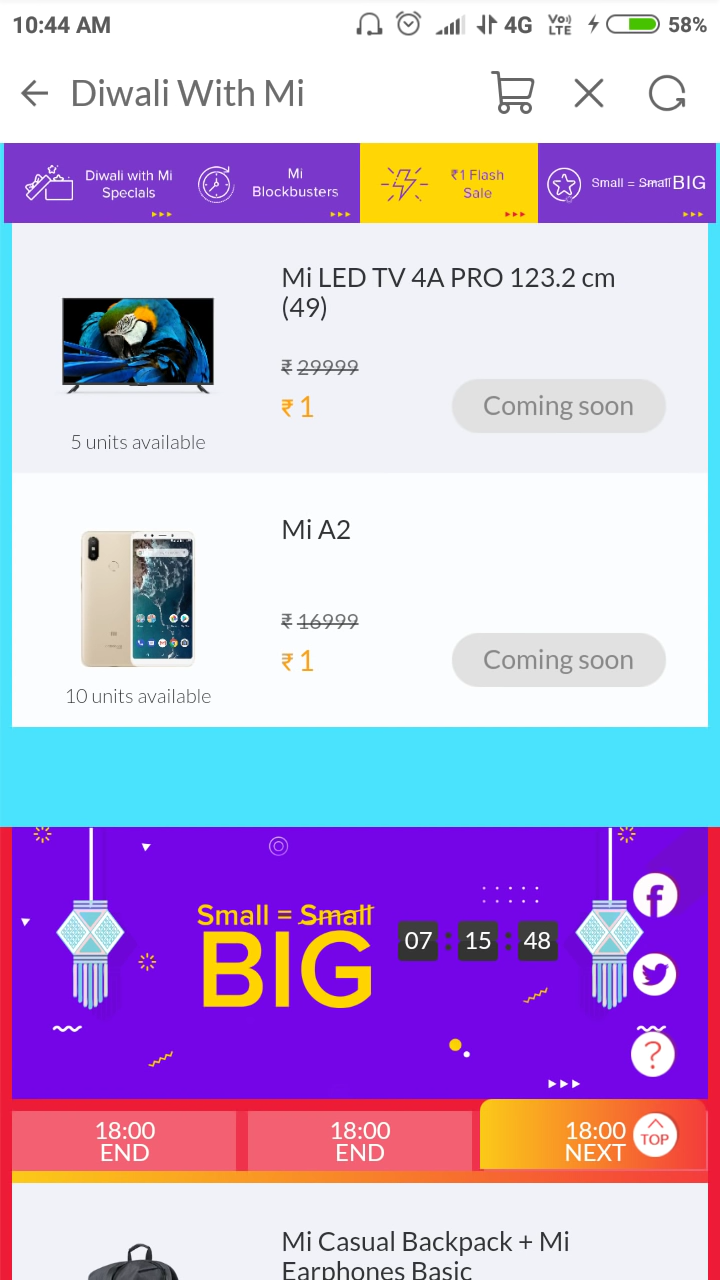 10:44 AM
4G
Vo))
LTE
58%
Diwali With Mi
Diwali with Mi
Specials
Mi
Blockbusters
₹1 Flash
Sale
Small = Small BIG
Mi LED TV 4A PRO 123.2 cm
(49)
₹ 29999
₹ 1
Coming soon
5 units available
Mi A2
₹ 16999
₹ 1
Coming soon
10 units available
Small = Small
BIG
07 : 15 : 48
?
18:00
END
18:00
END
18:00
NEXT
TOP
Mi Casual Backpack + Mi
Earphones Basic